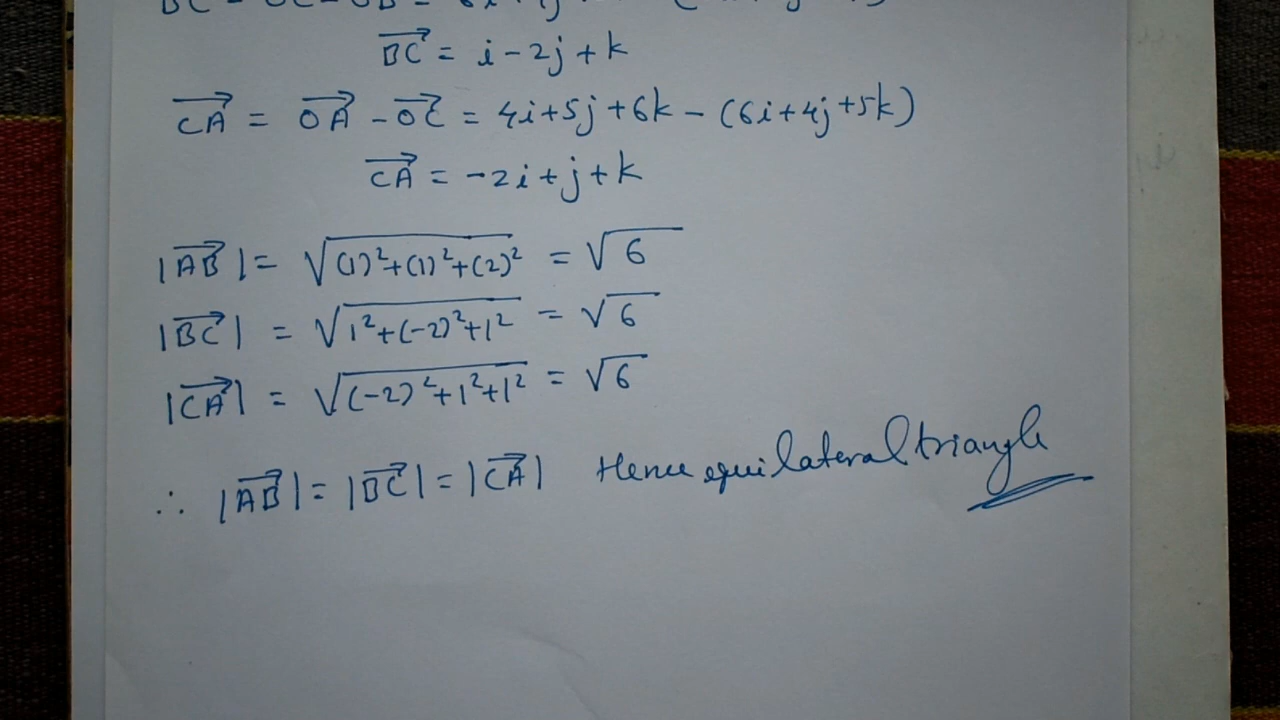 BC = i - 2j + k
CA = OA - OC = 4i + 5j + 6k - (6i + 4j + 5k)
CA = -2i + j + k
|AB| = √(1)²+(1)²+(2)² = √6
|BC| = √1²+(-2)²+1² = √6
|CA| = √(-2)²+1²+1² = √6
∴ |AB| = |BC| = |CA| Hence equilateral triangle